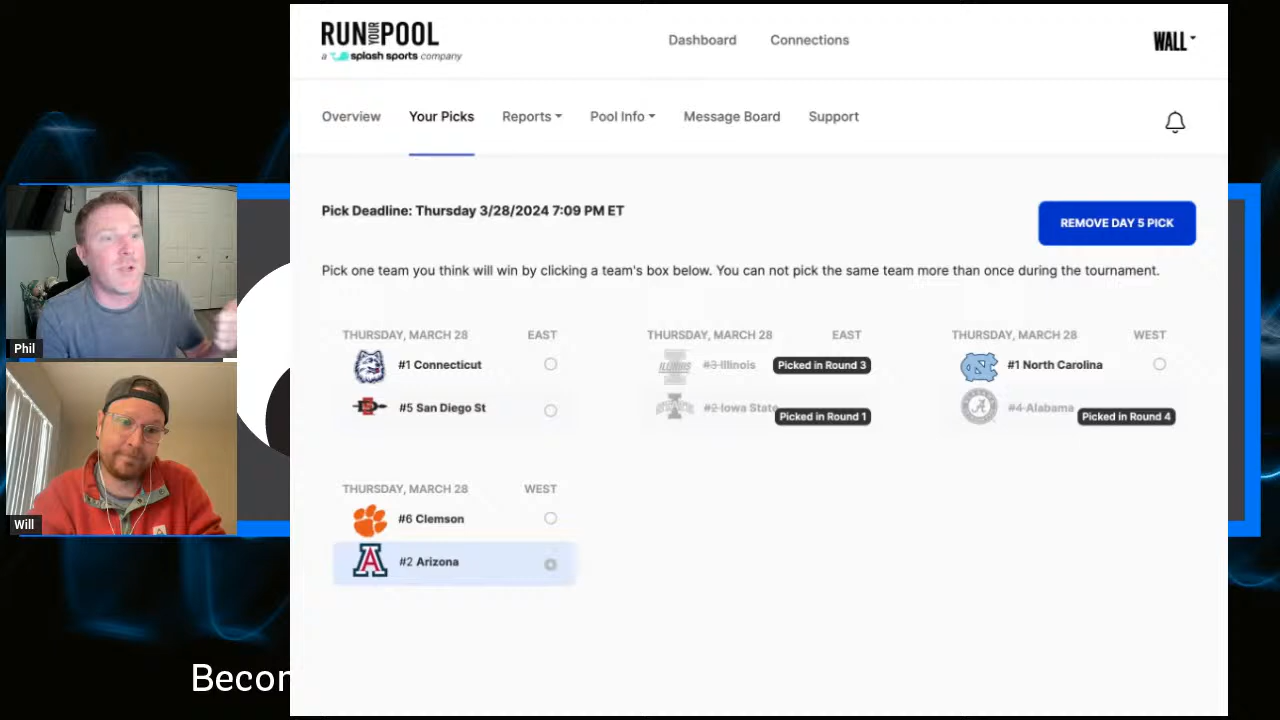 RUN YOUR POOL
a splash sports company
Dashboard
Connections
WALL
Overview
Your Picks
Reports
Pool Info
Message Board
Support
Pick Deadline: Thursday 3/28/2024 7:09 PM ET
REMOVE DAY 5 PICK
Pick one team you think will win by clicking a team's box below. You can not pick the same team more than once during the tournament.
THURSDAY, MARCH 28 EAST
#1 Connecticut
#5 San Diego St
THURSDAY, MARCH 28 EAST
ILLINOIS
#3 Illinois Picked in Round 3
#2 Iowa State Picked in Round 1
THURSDAY, MARCH 28 WEST
#1 North Carolina
#4 Alabama Picked in Round 4
THURSDAY, MARCH 28 WEST
#6 Clemson
#2 Arizona
Phil
Will
Becon